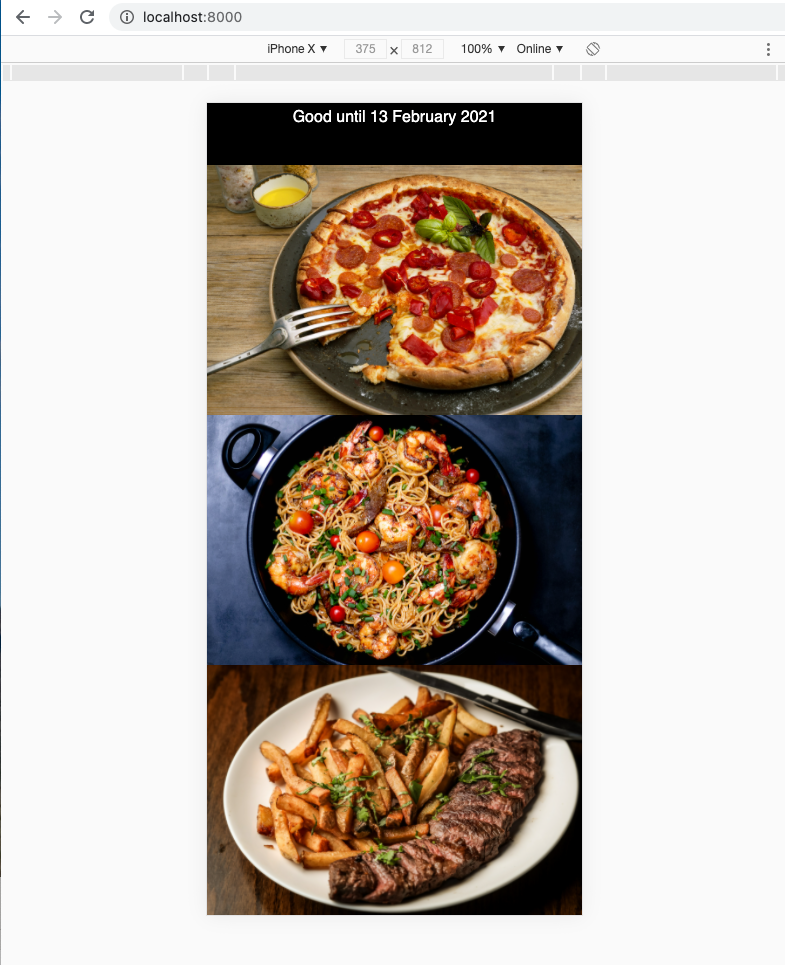 localhost:8000
iPhone X ▼ 375 × 812 100% ▼ Online ▼
Good until 13 February 2021